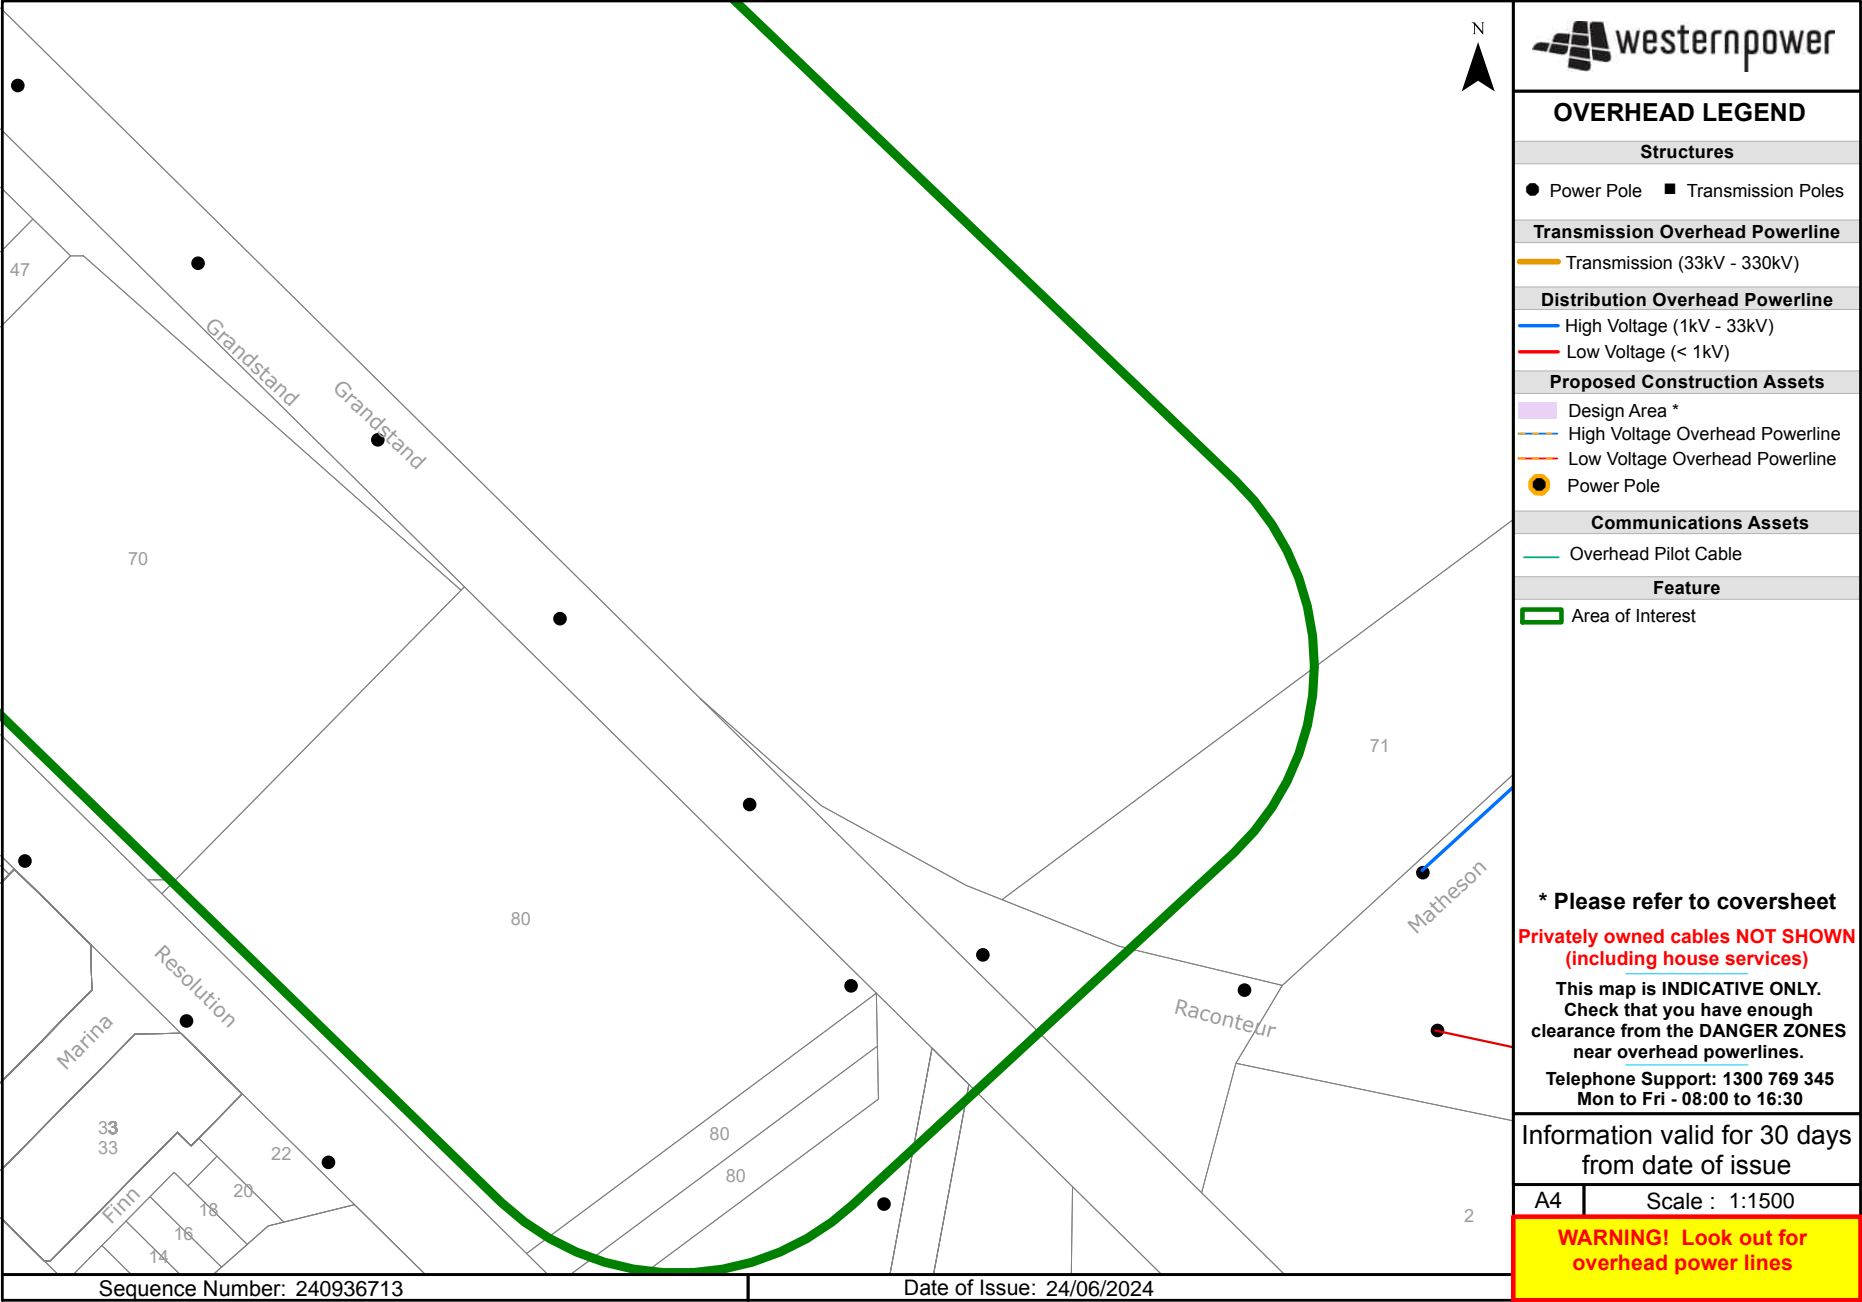 N
47
Grandstand
Grandstand
70
71
Matheson
80
Resolution
Raconteur
Marina
33
33
22
80
80
20
18
Finn
16
14
2
westernpower
OVERHEAD LEGEND
Structures
Power Pole
Transmission Poles
Transmission Overhead Powerline
Transmission (33kV - 330kV)
Distribution Overhead Powerline
High Voltage (1kV - 33kV)
Low Voltage (< 1kV)
Proposed Construction Assets
Design Area *
High Voltage Overhead Powerline
Low Voltage Overhead Powerline
Power Pole
Communications Assets
Overhead Pilot Cable
Feature
Area of Interest
* Please refer to coversheet
Privately owned cables NOT SHOWN
(including house services)
This map is INDICATIVE ONLY.
Check that you have enough
clearance from the DANGER ZONES
near overhead powerlines.
Telephone Support: 1300 769 345
Mon to Fri - 08:00 to 16:30
Information valid for 30 days
from date of issue
A4
Scale : 1:1500
WARNING! Look out for
overhead power lines
Sequence Number: 240936713
Date of Issue: 24/06/2024